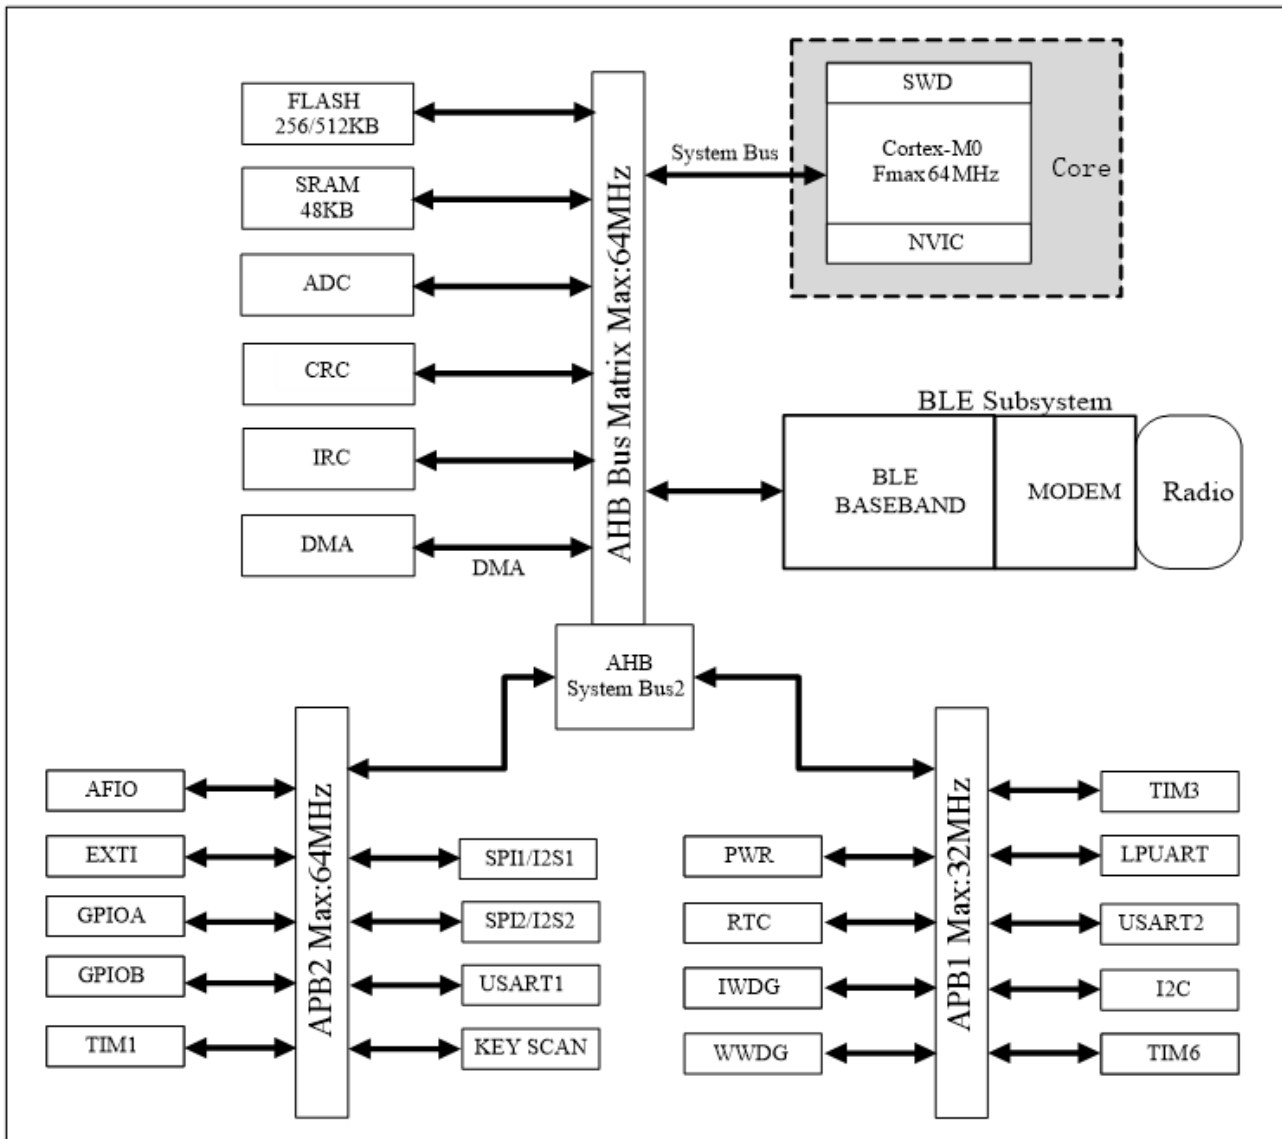 FLASH
256/512KB
SRAM
48KB
ADC
CRC
IRC
DMA
DMA
AHB Bus Matrix Max:64MHz
System Bus
SWD
Cortex-M0
Fmax 64MHz
NVIC
Core
BLE Subsystem
BLE
BASEBAND
MODEM
Radio
AHB
System Bus2
AFIO
EXTI
GPIOA
GPIOB
TIM1
APB2 Max:64MHz
SPI1/I2S1
SPI2/I2S2
USART1
KEY SCAN
PWR
RTC
IWDG
WWDG
APB1 Max:32MHz
TIM3
LPUART
USART2
I2C
TIM6